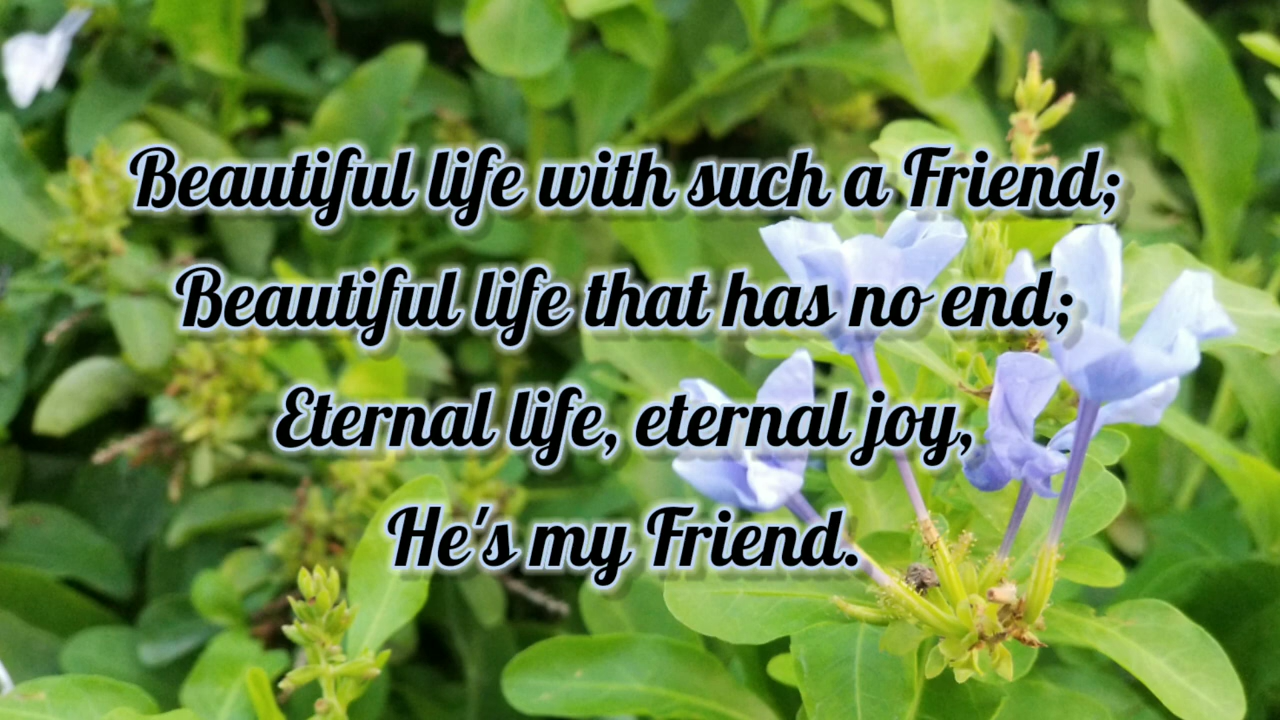 Beautiful life with such a Friend;
Beautiful life that has no end;
Eternal life, eternal joy,
He's my Friend.